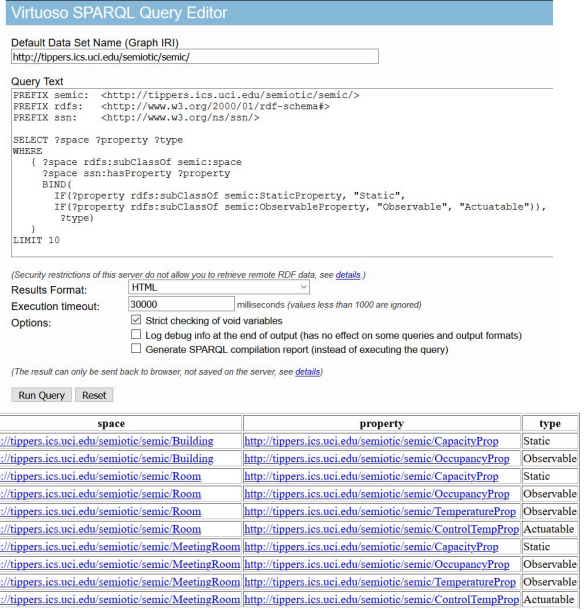 Virtuoso SPARQL Query Editor
Default Data Set Name (Graph IRI)
http://tippers.ics.uci.edu/semiotic/semic/
Query Text
PREFIX semic: <http://tippers.ics.uci.edu/semiotic/semic/>
PREFIX rdfs: <http://www.w3.org/2000/01/rdf-schema#>
PREFIX ssn: <http://www.w3.org/ns/ssn/>
SELECT ?space ?property ?type
WHERE
{ ?space rdfs:subClassOf semic:space
?space ssn:hasProperty ?property
BIND(
IF(?property rdfs:subClassOf semic:StaticProperty, "Static",
IF(?property rdfs:subClassOf semic:ObservableProperty, "Observable", "Actuatable")),
?type)
}
LIMIT 10
(Security restrictions of this server do not allow you to retrieve remote RDF data, see details.)
Results Format: HTML
Execution timeout: 30000 milliseconds (values less than 1000 are ignored)
Options: Strict checking of void variables
Log debug info at the end of output (has no effect on some queries and output formats)
Generate SPARQL compilation report (instead of executing the query)
(The result can only be sent back to browser, not saved on the server, see details)
Run Query Reset
space property type
://tippers.ics.uci.edu/semiotic/semic/Building http://tippers.ics.uci.edu/semiotic/semic/CapacityProp Static
://tippers.ics.uci.edu/semiotic/semic/Building http://tippers.ics.uci.edu/semiotic/semic/OccupancyProp Observable
://tippers.ics.uci.edu/semiotic/semic/Room http://tippers.ics.uci.edu/semiotic/semic/CapacityProp Static
://tippers.ics.uci.edu/semiotic/semic/Room http://tippers.ics.uci.edu/semiotic/semic/OccupancyProp Observable
://tippers.ics.uci.edu/semiotic/semic/Room http://tippers.ics.uci.edu/semiotic/semic/TemperatureProp Observable
://tippers.ics.uci.edu/semiotic/semic/Room http://tippers.ics.uci.edu/semiotic/semic/ControlTempProp Actuatable
://tippers.ics.uci.edu/semiotic/semic/MeetingRoom http://tippers.ics.uci.edu/semiotic/semic/CapacityProp Static
://tippers.ics.uci.edu/semiotic/semic/MeetingRoom http://tippers.ics.uci.edu/semiotic/semic/OccupancyProp Observable
://tippers.ics.uci.edu/semiotic/semic/MeetingRoom http://tippers.ics.uci.edu/semiotic/semic/TemperatureProp Observable
://tippers.ics.uci.edu/semiotic/semic/MeetingRoom http://tippers.ics.uci.edu/semiotic/semic/ControlTempProp Actuatable